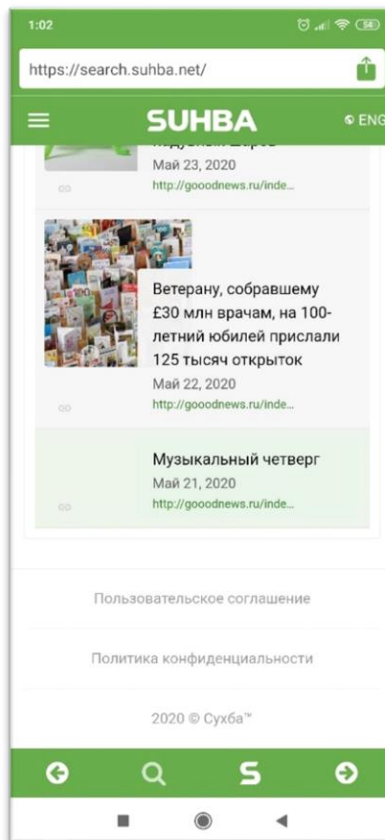 1:02
56
https://search.suhba.net/
SUHBA
ENG
Май 23, 2020
http://gooodnews.ru/inde...
Ветерану, собравшему
£30 млн врачам, на 100-
летний юбилей прислали
125 тысяч открыток
Май 22, 2020
http://gooodnews.ru/inde...
Музыкальный четверг
Май 21, 2020
http://gooodnews.ru/inde...
Пользовательское соглашение
Политика конфиденциальности
2020 © Сухба™
S